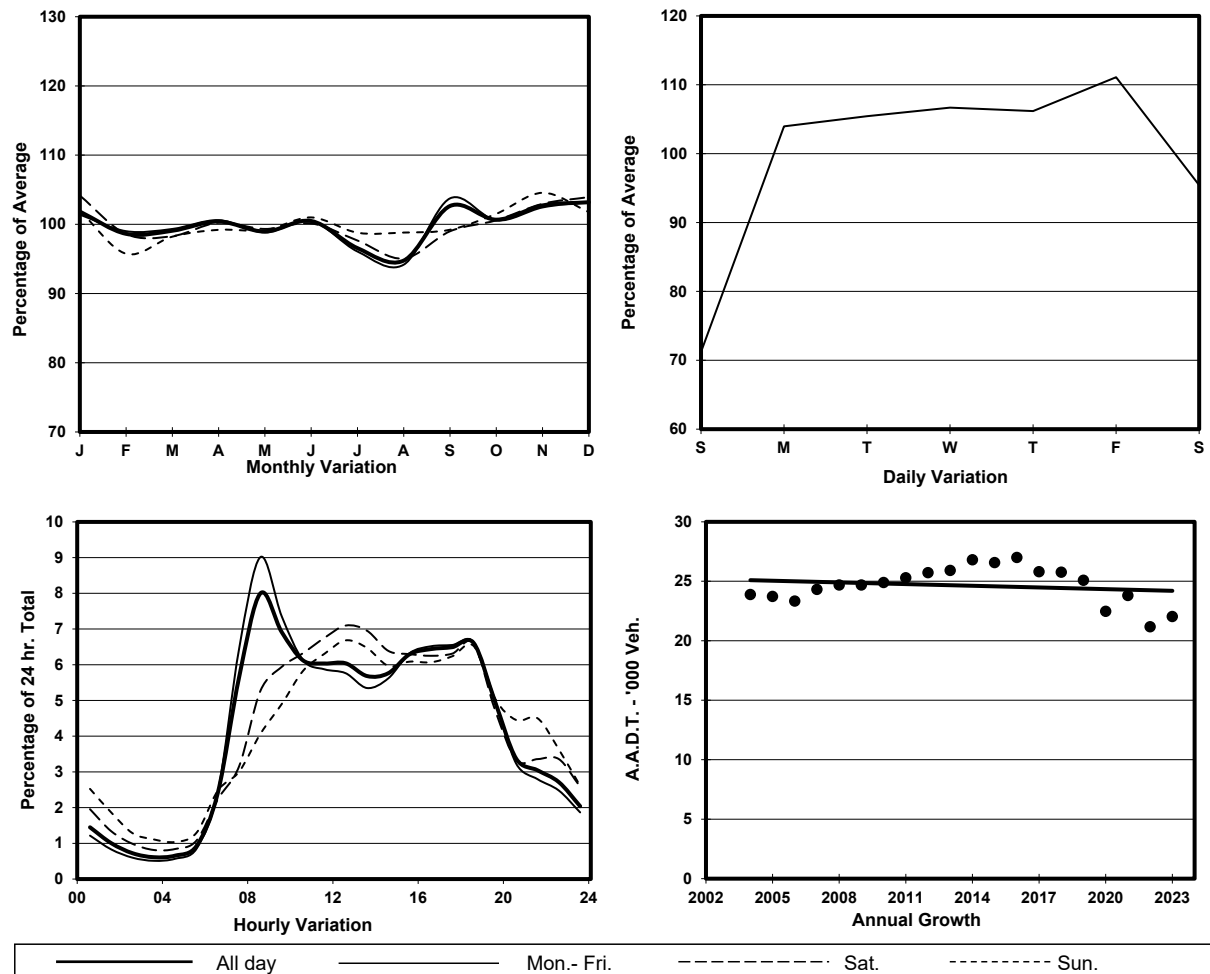 Percentage of Average
130
120
110
100
90
80
70
J F M A M J J A S O N D
Monthly Variation
Percentage of Average
120
110
100
90
80
70
60
S M T W T F S
Daily Variation
Percentage of 24 hr. Total
10
9
8
7
6
5
4
3
2
1
0
00 04 08 12 16 20 24
Hourly Variation
A.A.D.T. - '000 Veh.
30
25
20
15
10
5
0
2002 2005 2008 2011 2014 2017 2020 2023
Annual Growth
All day Mon.- Fri. Sat. Sun.